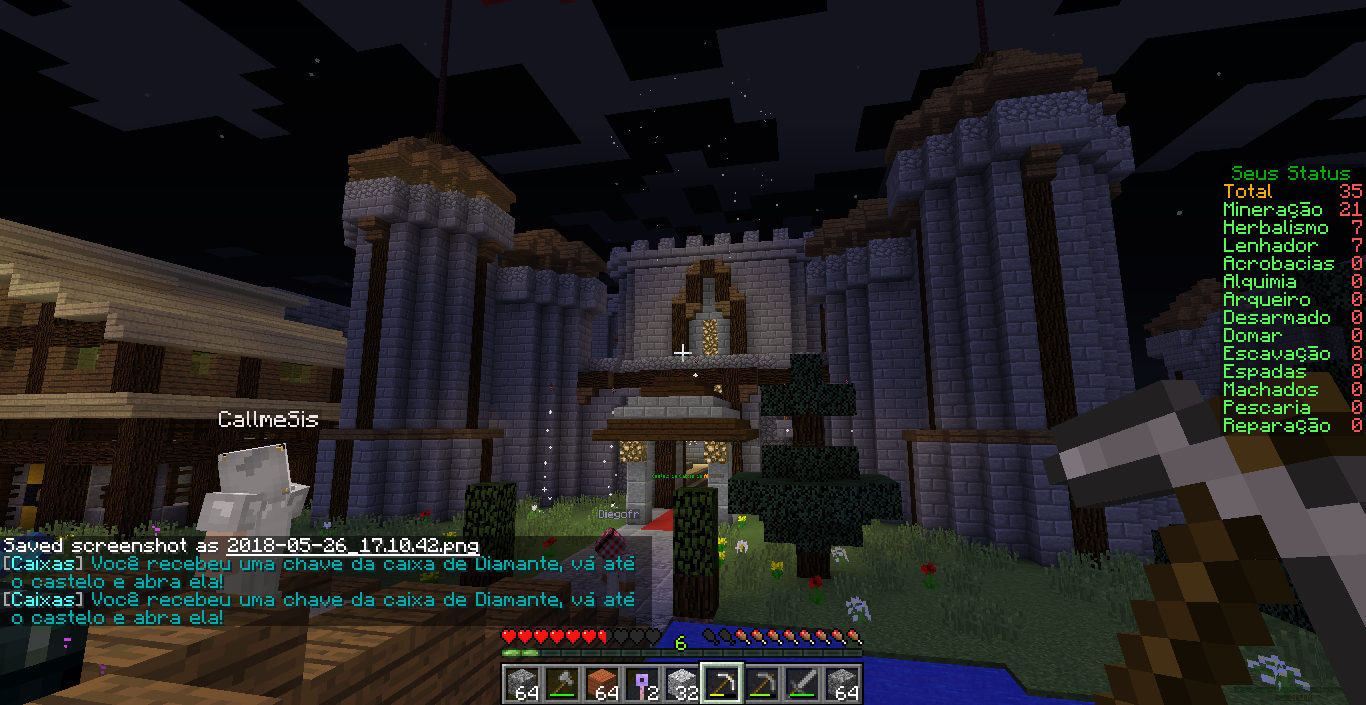 Seus Status
Total 35
Mineração 21
Herbalismo 7
Lenhador 7
Acrobacias 0
Alquimia 0
Arqueiro 0
Desarmado 0
Domar 0
Escavação 0
Espadas 0
Machados 0
Pescaria 0
Reparação 0
CallmeSis
Diegofr
Saved screenshot as 2018-05-26_17.10.42.png
[Caixas] Você recebeu uma chave da caixa de Diamante, vá até
o castelo e abra ela!
[Caixas] Você recebeu uma chave da caixa de Diamante, vá até
o castelo e abra ela!
6
64 64 2 32 64